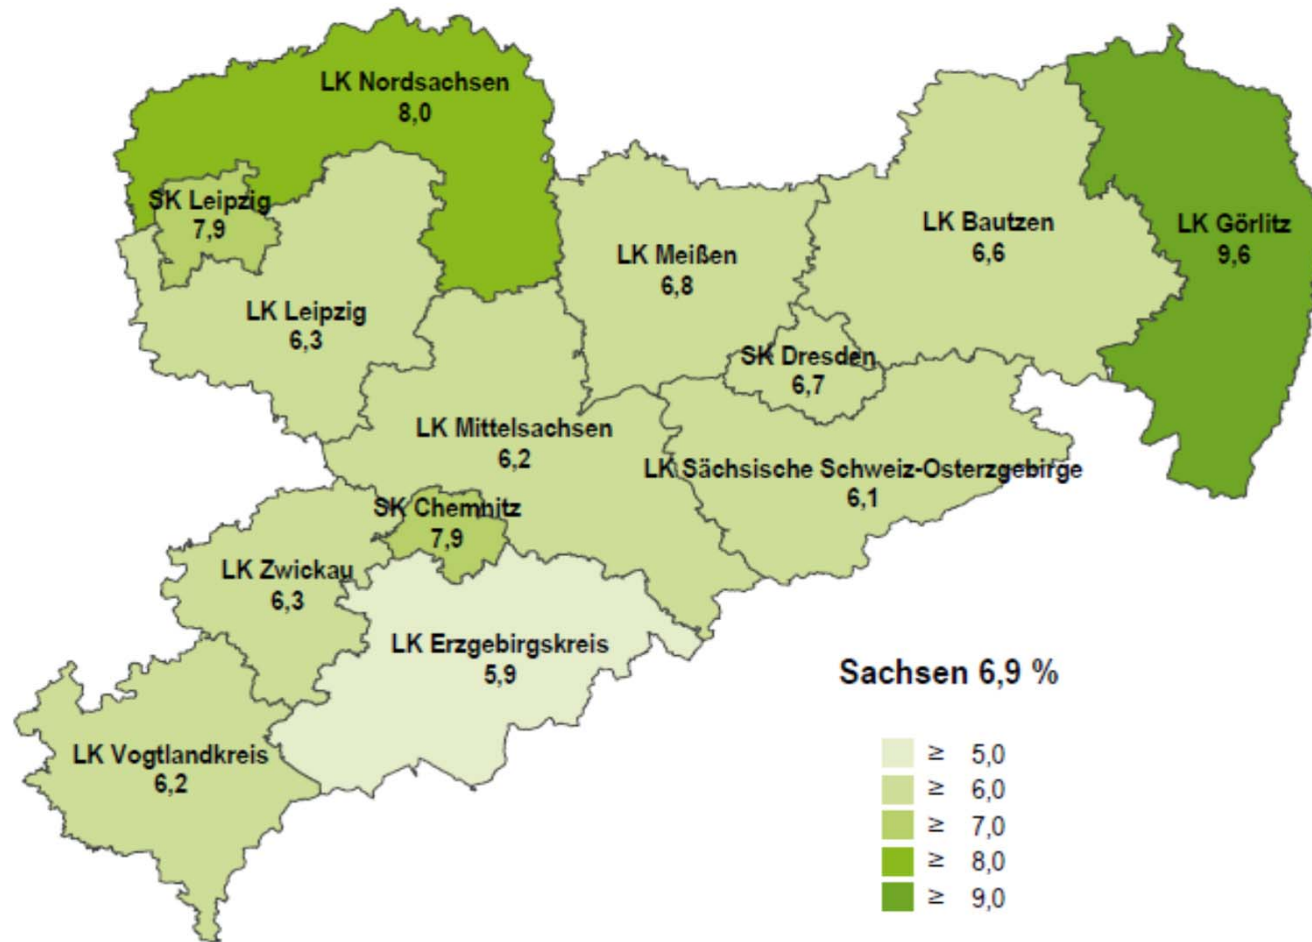 LK Nordsachsen
8,0
SK Leipzig
7,9
LK Leipzig
6,3
LK Meißen
6,8
LK Bautzen
6,6
LK Görlitz
9,6
SK Dresden
6,7
LK Mittelsachsen
6,2
LK Sächsische Schweiz-Osterzgebirge
6,1
SK Chemnitz
7,9
LK Zwickau
6,3
LK Erzgebirgskreis
5,9
LK Vogtlandkreis
6,2
Sachsen 6,9 %
≥ 5,0
≥ 6,0
≥ 7,0
≥ 8,0
≥ 9,0